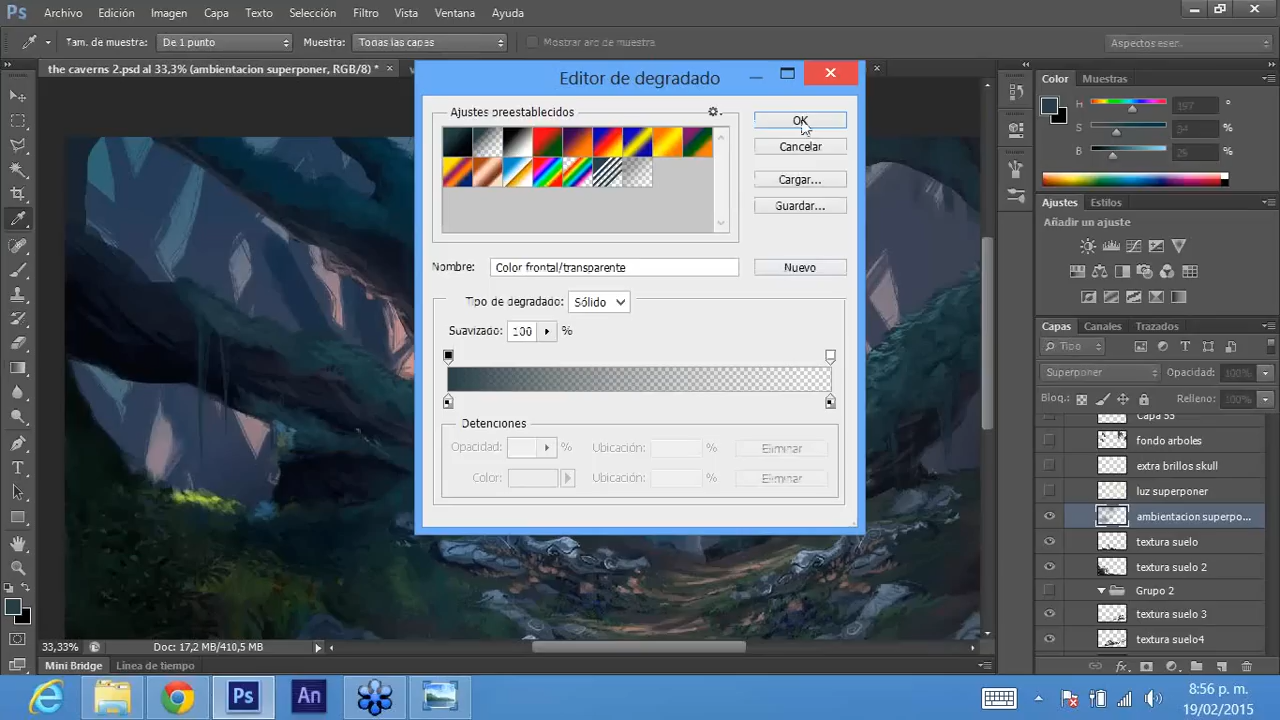 Ps Archivo Edición Imagen Capa Texto Selección Filtro Vista Ventana Ayuda
Tam. de muestra: De 1 punto Muestra: Todas las capas Mostrar aro de muestra
the caverns 2.psd al 33,3% (ambientacion superponer, RGB/8) *
Editor de degradado
Ajustes preestablecidos
OK
Cancelar
Cargar...
Guardar...
Nombre: Color frontal/transparente Nuevo
Tipo de degradado: Sólido
Suavizado: 100 %
Detenciones
Opacidad: % Ubicación: % Eliminar
Color: Ubicación: % Eliminar
Color Muestras
H 197
S 54 %
B %
Ajustes Estilos
Añadir un ajuste
Capas Canales Trazados
Tipo
Superponer Opacidad: 100%
Bloq.: Relleno: 100%
Capa 55
fondo arboles
extra brillos skull
luz superponer
ambientacion superpo...
textura suelo
textura suelo 2
Grupo 2
textura suelo 3
textura suelo4
33,33% Doc: 17,2 MB/410,5 MB
Mini Bridge Línea de tiempo
Ps An
8:56 p. m.
19/02/2015